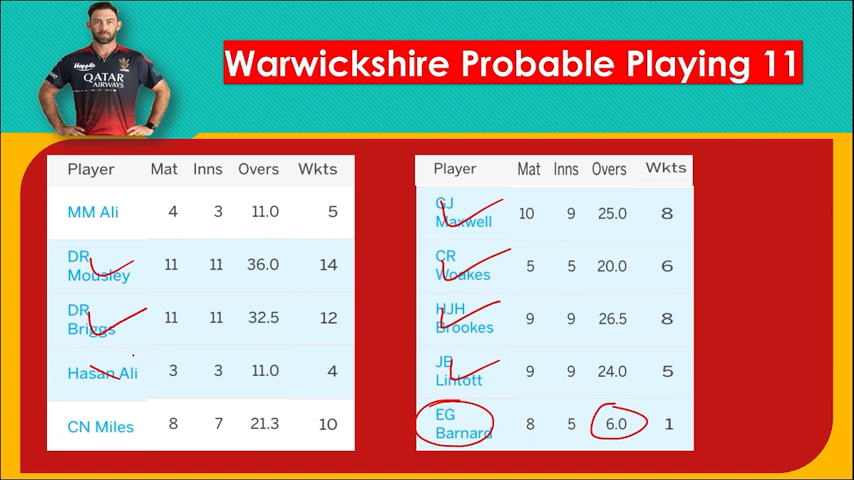 Warwickshire Probable Playing 11
QATAR
AIRWAYS
Player Mat Inns Overs Wkts
MM Ali 4 3 11.0 5
DR
Mousley 11 11 36.0 14
DR
Briggs 11 11 32.5 12
Hasan Ali 3 3 11.0 4
CN Miles 8 7 21.3 10
Player Mat Inns Overs Wkts
GJ
Maxwell 10 9 25.0 8
CR
Woakes 5 5 20.0 6
HJH
Brookes 9 9 26.5 8
JB
Lintott 9 9 24.0 5
EG
Barnard 8 5 6.0 1